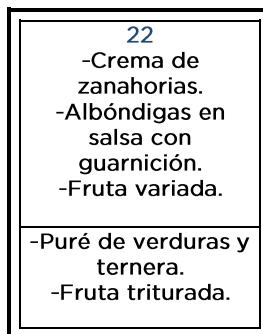 22
-Crema de
zanahorias.
-Albóndigas en
salsa con
guarnición.
-Fruta variada.
-Puré de verduras y
ternera.
-Fruta triturada.